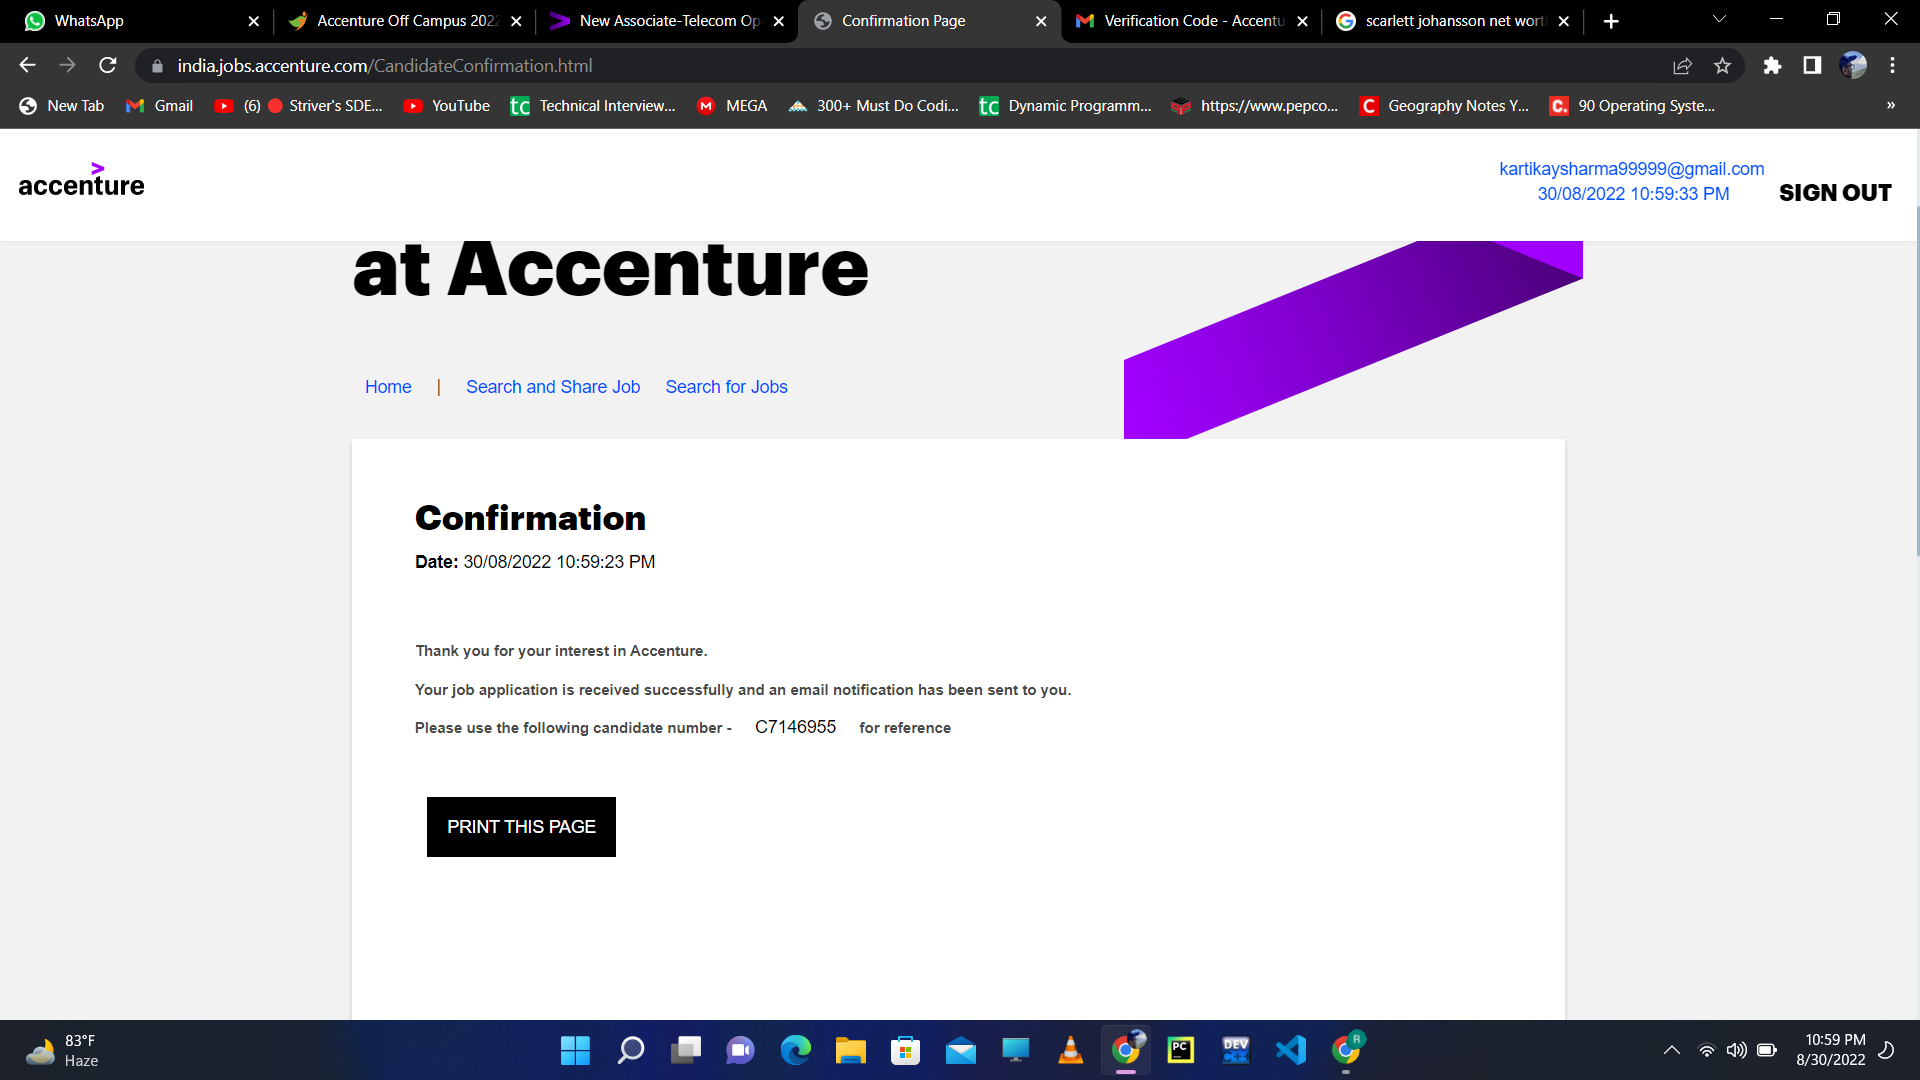 WhatsApp
Accenture Off Campus 2022
New Associate-Telecom Op
Confirmation Page
Verification Code - Accentu
scarlett johansson net wort
india.jobs.accenture.com/CandidateConfirmation.html
New Tab
Gmail
(6)
Striver's SDE...
YouTube
tc
Technical Interview...
M
MEGA
300+ Must Do Codi...
tc
Dynamic Programm...
https://www.pepco...
C
Geography Notes Y...
C.
90 Operating Syste...
»
accenture
kartikaysharma99999@gmail.com
30/08/2022 10:59:33 PM
SIGN OUT
at Accenture
Home | Search and Share Job Search for Jobs
Confirmation
Date: 30/08/2022 10:59:23 PM
Thank you for your interest in Accenture.
Your job application is received successfully and an email notification has been sent to you.
Please use the following candidate number - C7146955 for reference
PRINT THIS PAGE
83°F
Haze
PC
DEV
C++
R
10:59 PM
8/30/2022